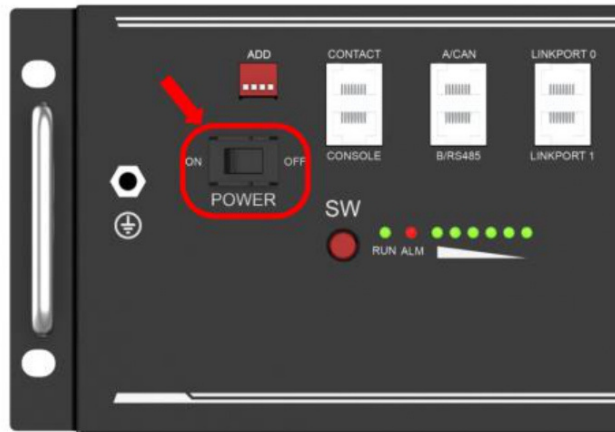 ADD
CONTACT
A/CAN
LINKPORT 0
ON
OFF
CONSOLE
B/RS485
LINKPORT 1
POWER
SW
RUN
ALM